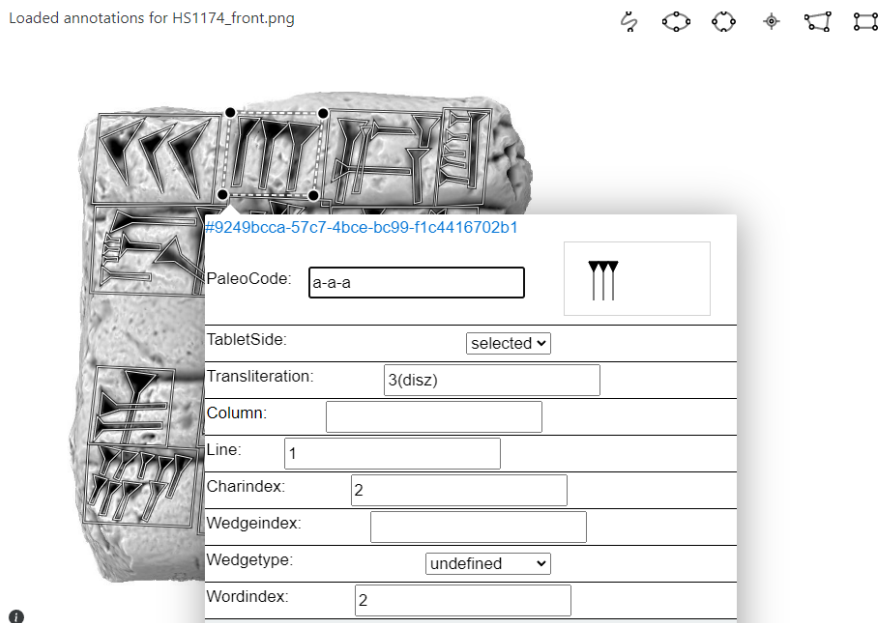 Loaded annotations for HS1174_front.png
#9249bcca-57c7-4bce-bc99-f1c4416702b1
PaleoCode: a-a-a
TabletSide: selected
Transliteration: 3(disz)
Column:
Line: 1
Charindex: 2
Wedgeindex:
Wedgetype: undefined
Wordindex: 2